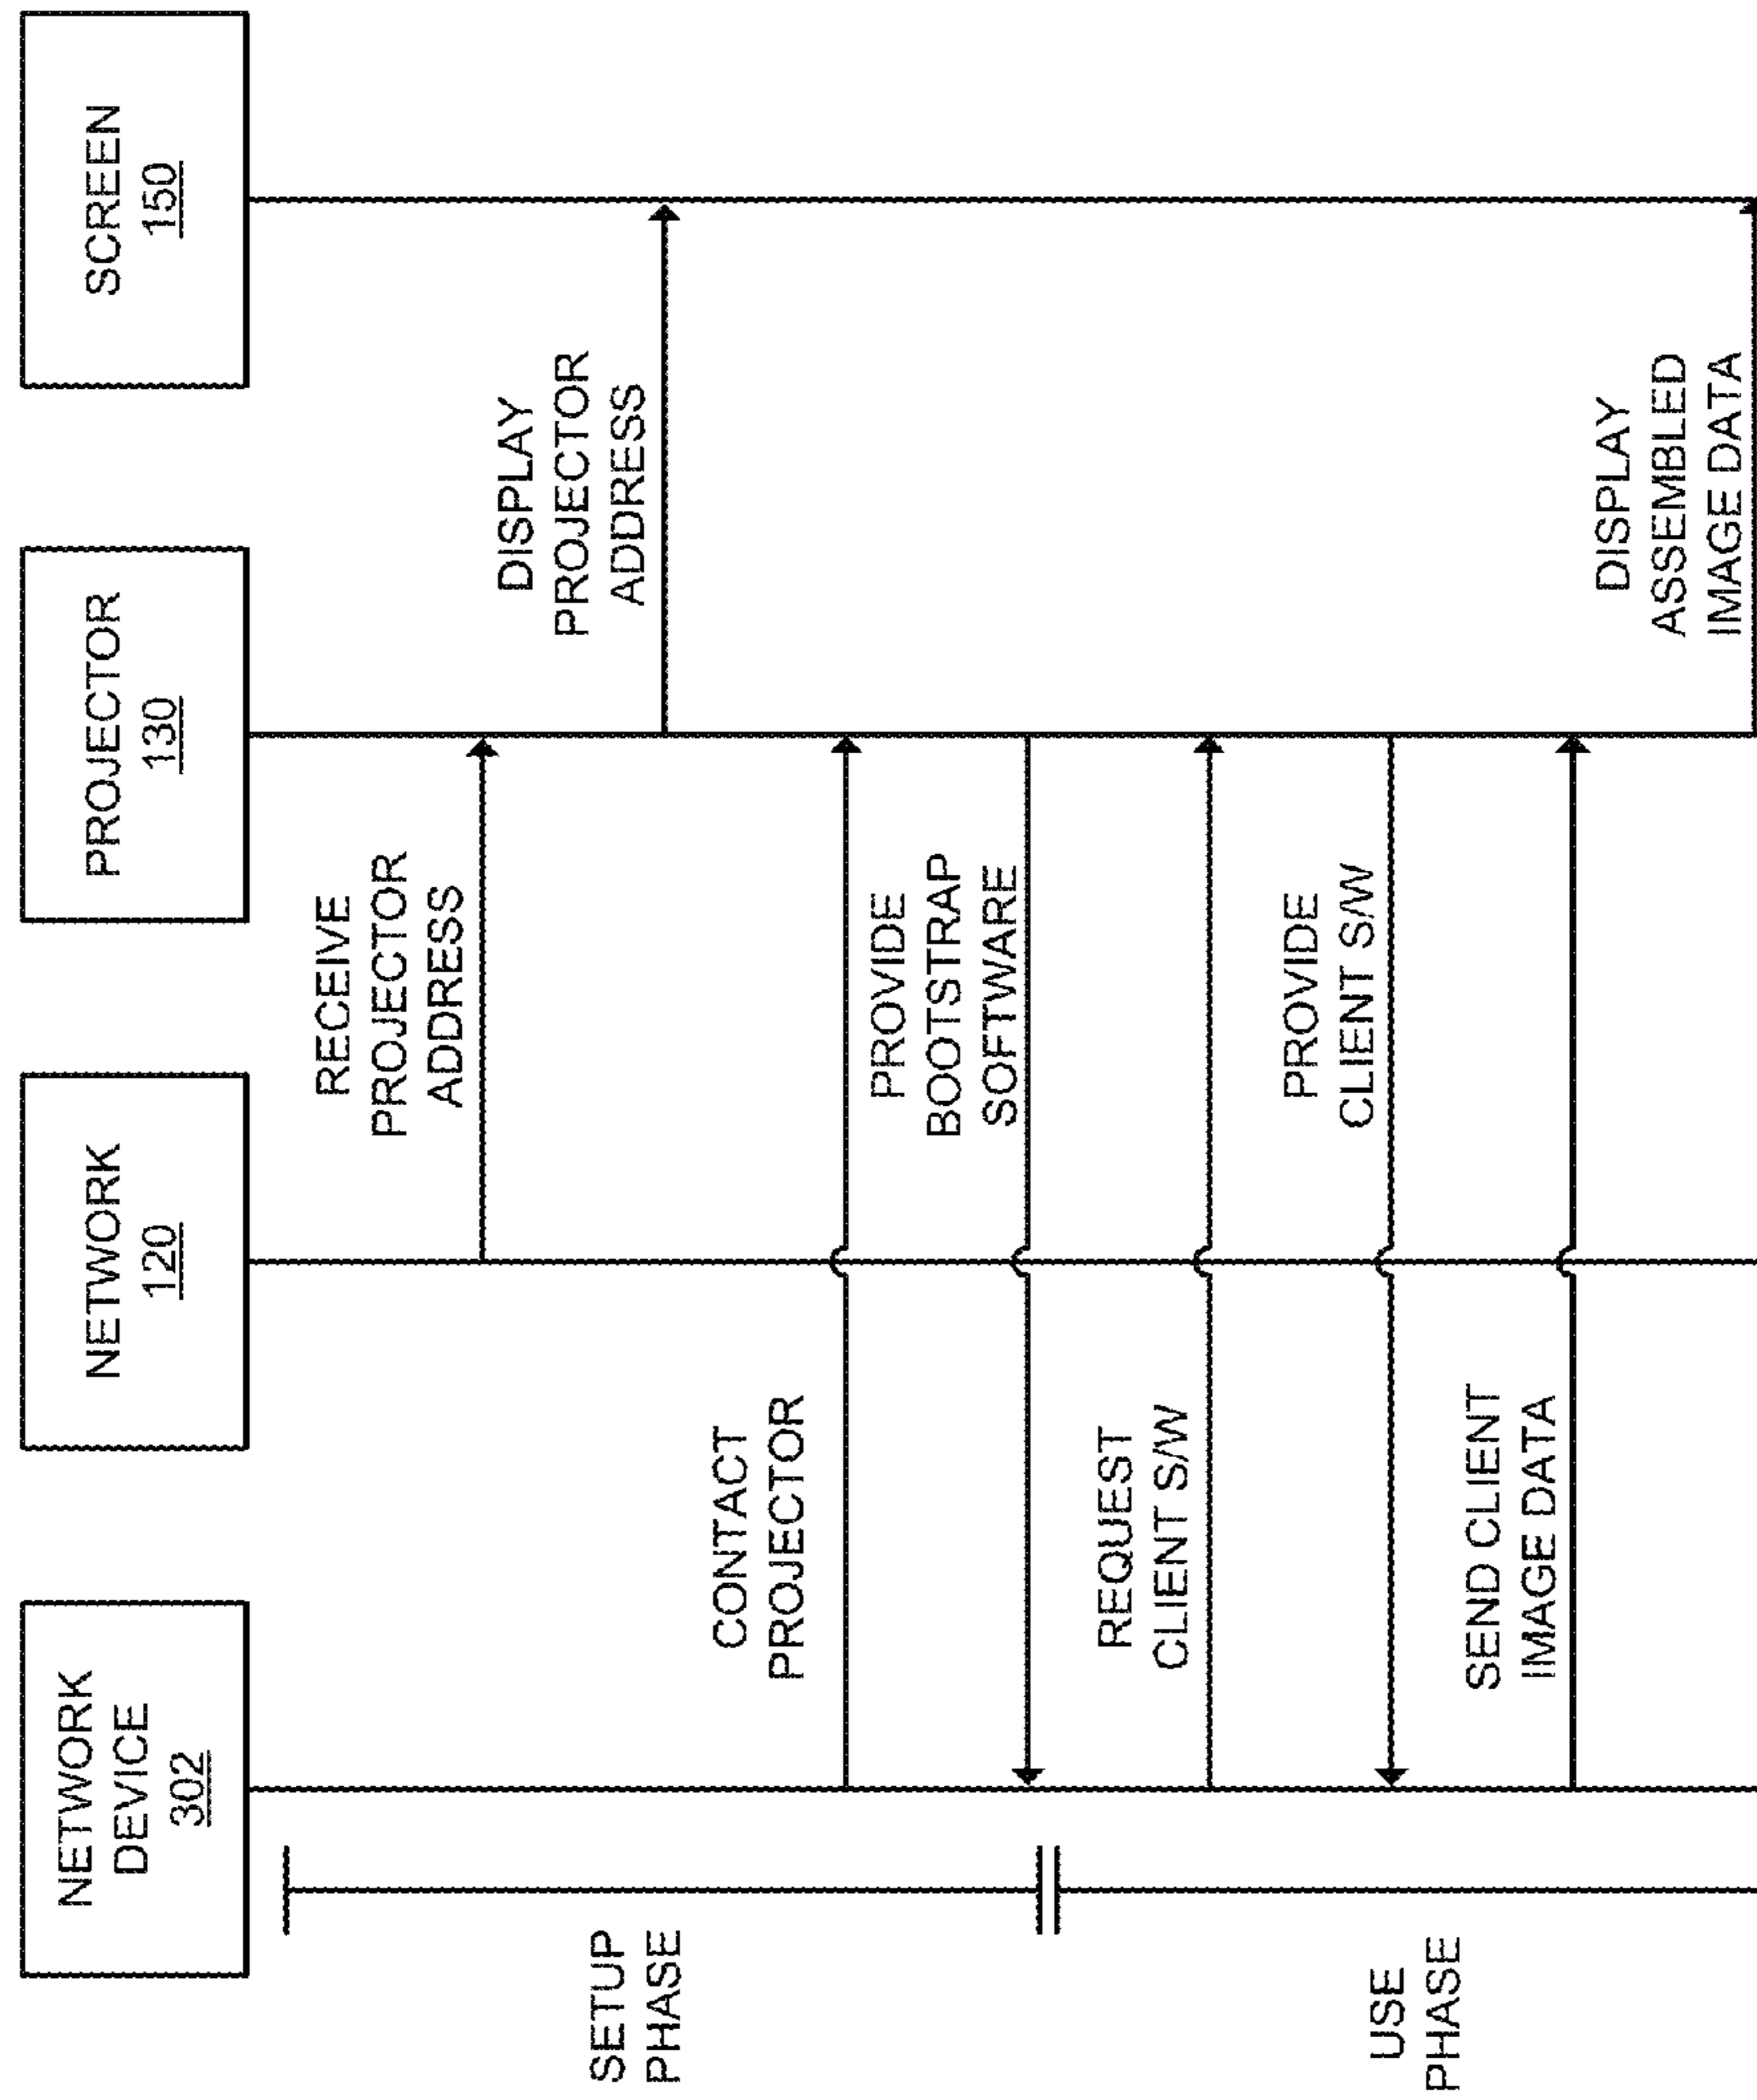 NETWORK
DEVICE
302
NETWORK
120
PROJECTOR
130
SCREEN
150
SETUP
PHASE
RECEIVE
PROJECTOR
ADDRESS
DISPLAY
PROJECTOR
ADDRESS
CONTACT
PROJECTOR
PROVIDE
BOOTSTRAP
SOFTWARE
USE
PHASE
REQUEST
CLIENT S/W
PROVIDE
CLIENT S/W
SEND CLIENT
IMAGE DATA
DISPLAY
ASSEMBLED
IMAGE DATA